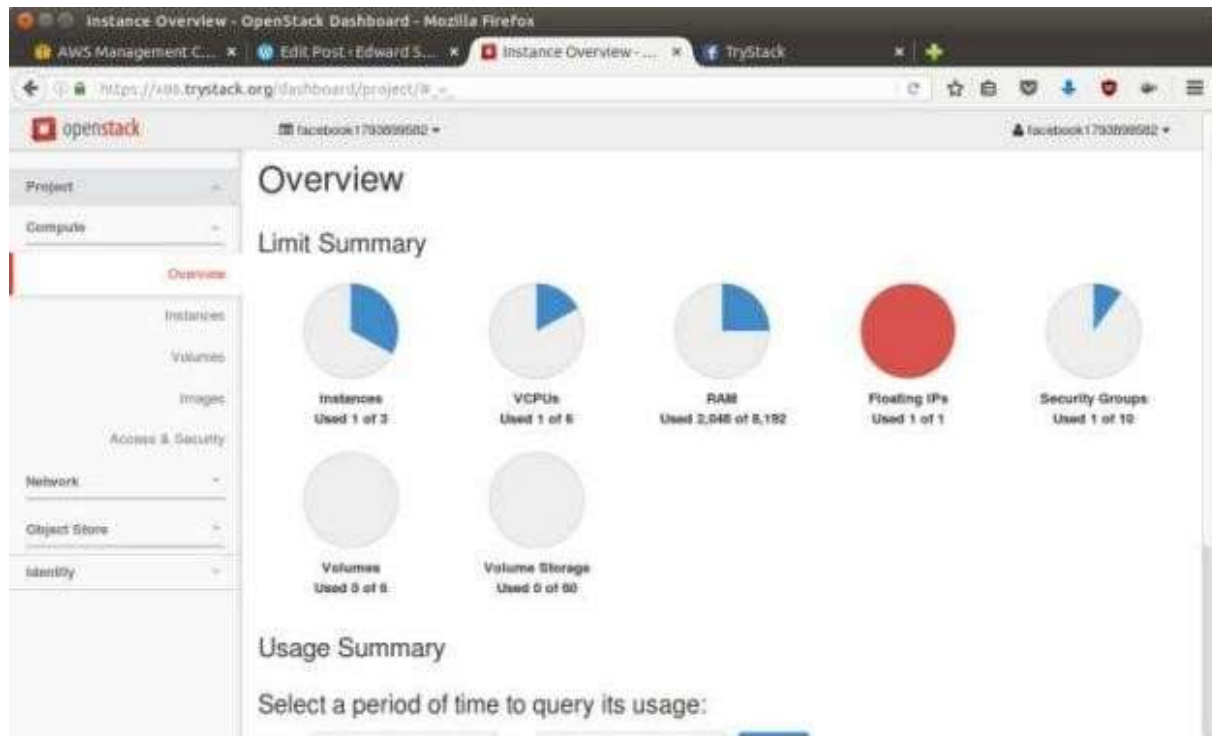 Instance Overview - OpenStack Dashboard - Mozilla Firefox
AWS Management C... Edit Post ‹ Edward S... Instance Overview - ... TryStack
trystack.org/dashboard/project/
openstack
Project
Compute
Overview
Instances
Volumes
Images
Access & Security
Network
Object Store
Identity
Overview
Limit Summary
Instances
Used 1 of 3
VCPUs
Used 1 of 6
RAM
Used 2,048 of 8,192
Floating IPs
Used 1 of 1
Security Groups
Used 1 of 10
Volumes
Used 0 of 6
Volume Storage
Used 0 of 60
Usage Summary
Select a period of time to query its usage: